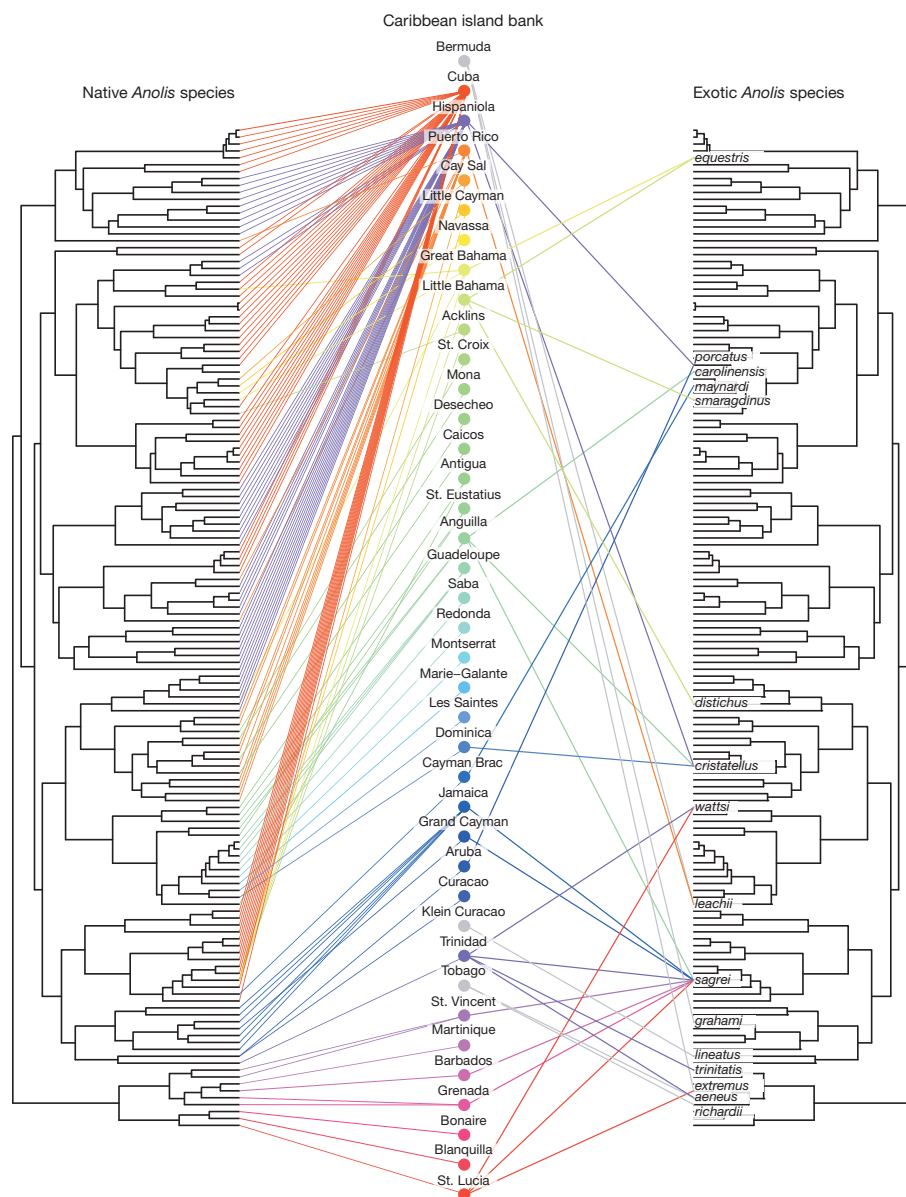 Caribbean island bank
Native Anolis species
Exotic Anolis species
Bermuda
Cuba
Hispaniola
Puerto Rico
Cay Sal
Little Cayman
Navassa
Great Bahama
Little Bahama
Acklins
St. Croix
Mona
Desecheo
Caicos
Antigua
St. Eustatius
Anguilla
Guadeloupe
Saba
Redonda
Montserrat
Marie–Galante
Les Saintes
Dominica
Cayman Brac
Jamaica
Grand Cayman
Aruba
Curacao
Klein Curacao
Trinidad
Tobago
St. Vincent
Martinique
Barbados
Grenada
Bonaire
Blanquilla
St. Lucia
equestris
porcatus
carolinensis
maynardi
smaragdinus
distichus
cristatellus
wattsi
leachii
sagrei
grahami
lineatus
trinitatis
extremus
aeneus
richardii